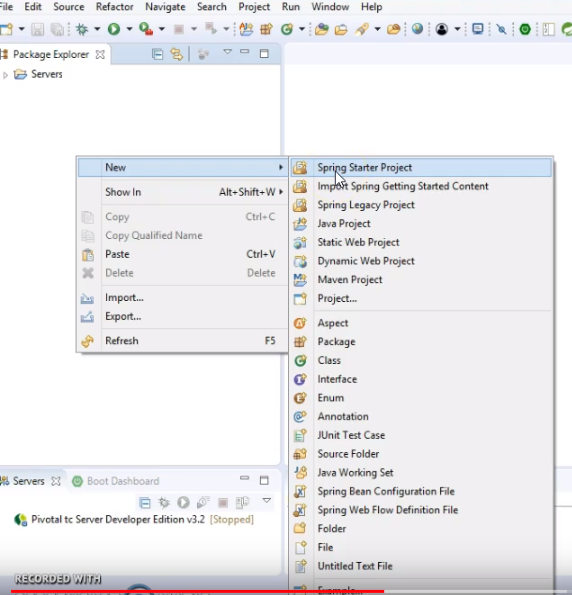 File Edit Source Refactor Navigate Search Project Run Window Help
Package Explorer
Servers
New
Show In Alt+Shift+W
Copy Ctrl+C
Copy Qualified Name
Paste Ctrl+V
Delete Delete
Import...
Export...
Refresh F5
Spring Starter Project
Import Spring Getting Started Content
Spring Legacy Project
Java Project
Static Web Project
Dynamic Web Project
Maven Project
Project...
Aspect
Package
Class
Interface
Enum
Annotation
JUnit Test Case
Source Folder
Java Working Set
Spring Bean Configuration File
Spring Web Flow Definition File
Folder
File
Untitled Text File
Example...
Servers Boot Dashboard
Pivotal tc Server Developer Edition v3.2 [Stopped]
RECORDED WITH